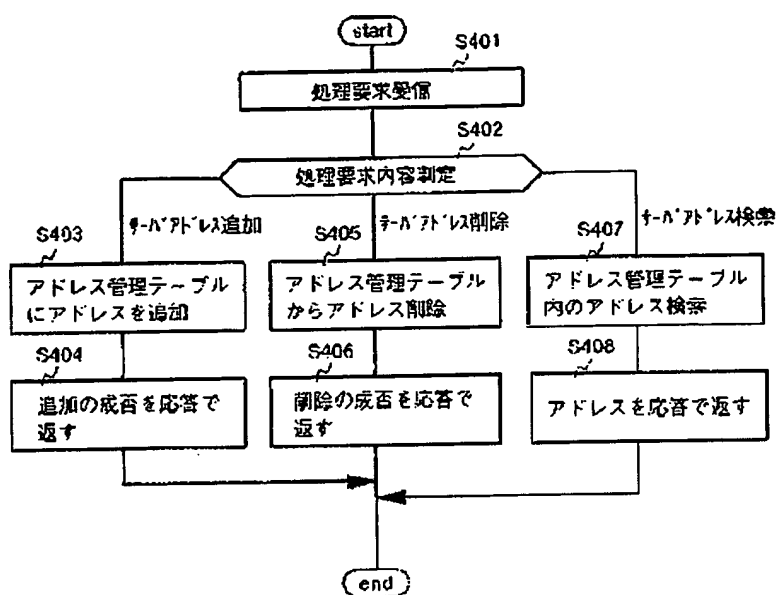 start
S401
処理要求受信
S402
処理要求内容判定
サーバアドレス追加
サーバアドレス削除
サーバアドレス検索
S403
アドレス管理テーブル
にアドレスを追加
S405
アドレス管理テーブル
からアドレス削除
S407
アドレス管理テーブル
内のアドレス検索
S404
追加の成否を応答で
返す
S406
削除の成否を応答で
返す
S408
アドレスを応答で返す
end